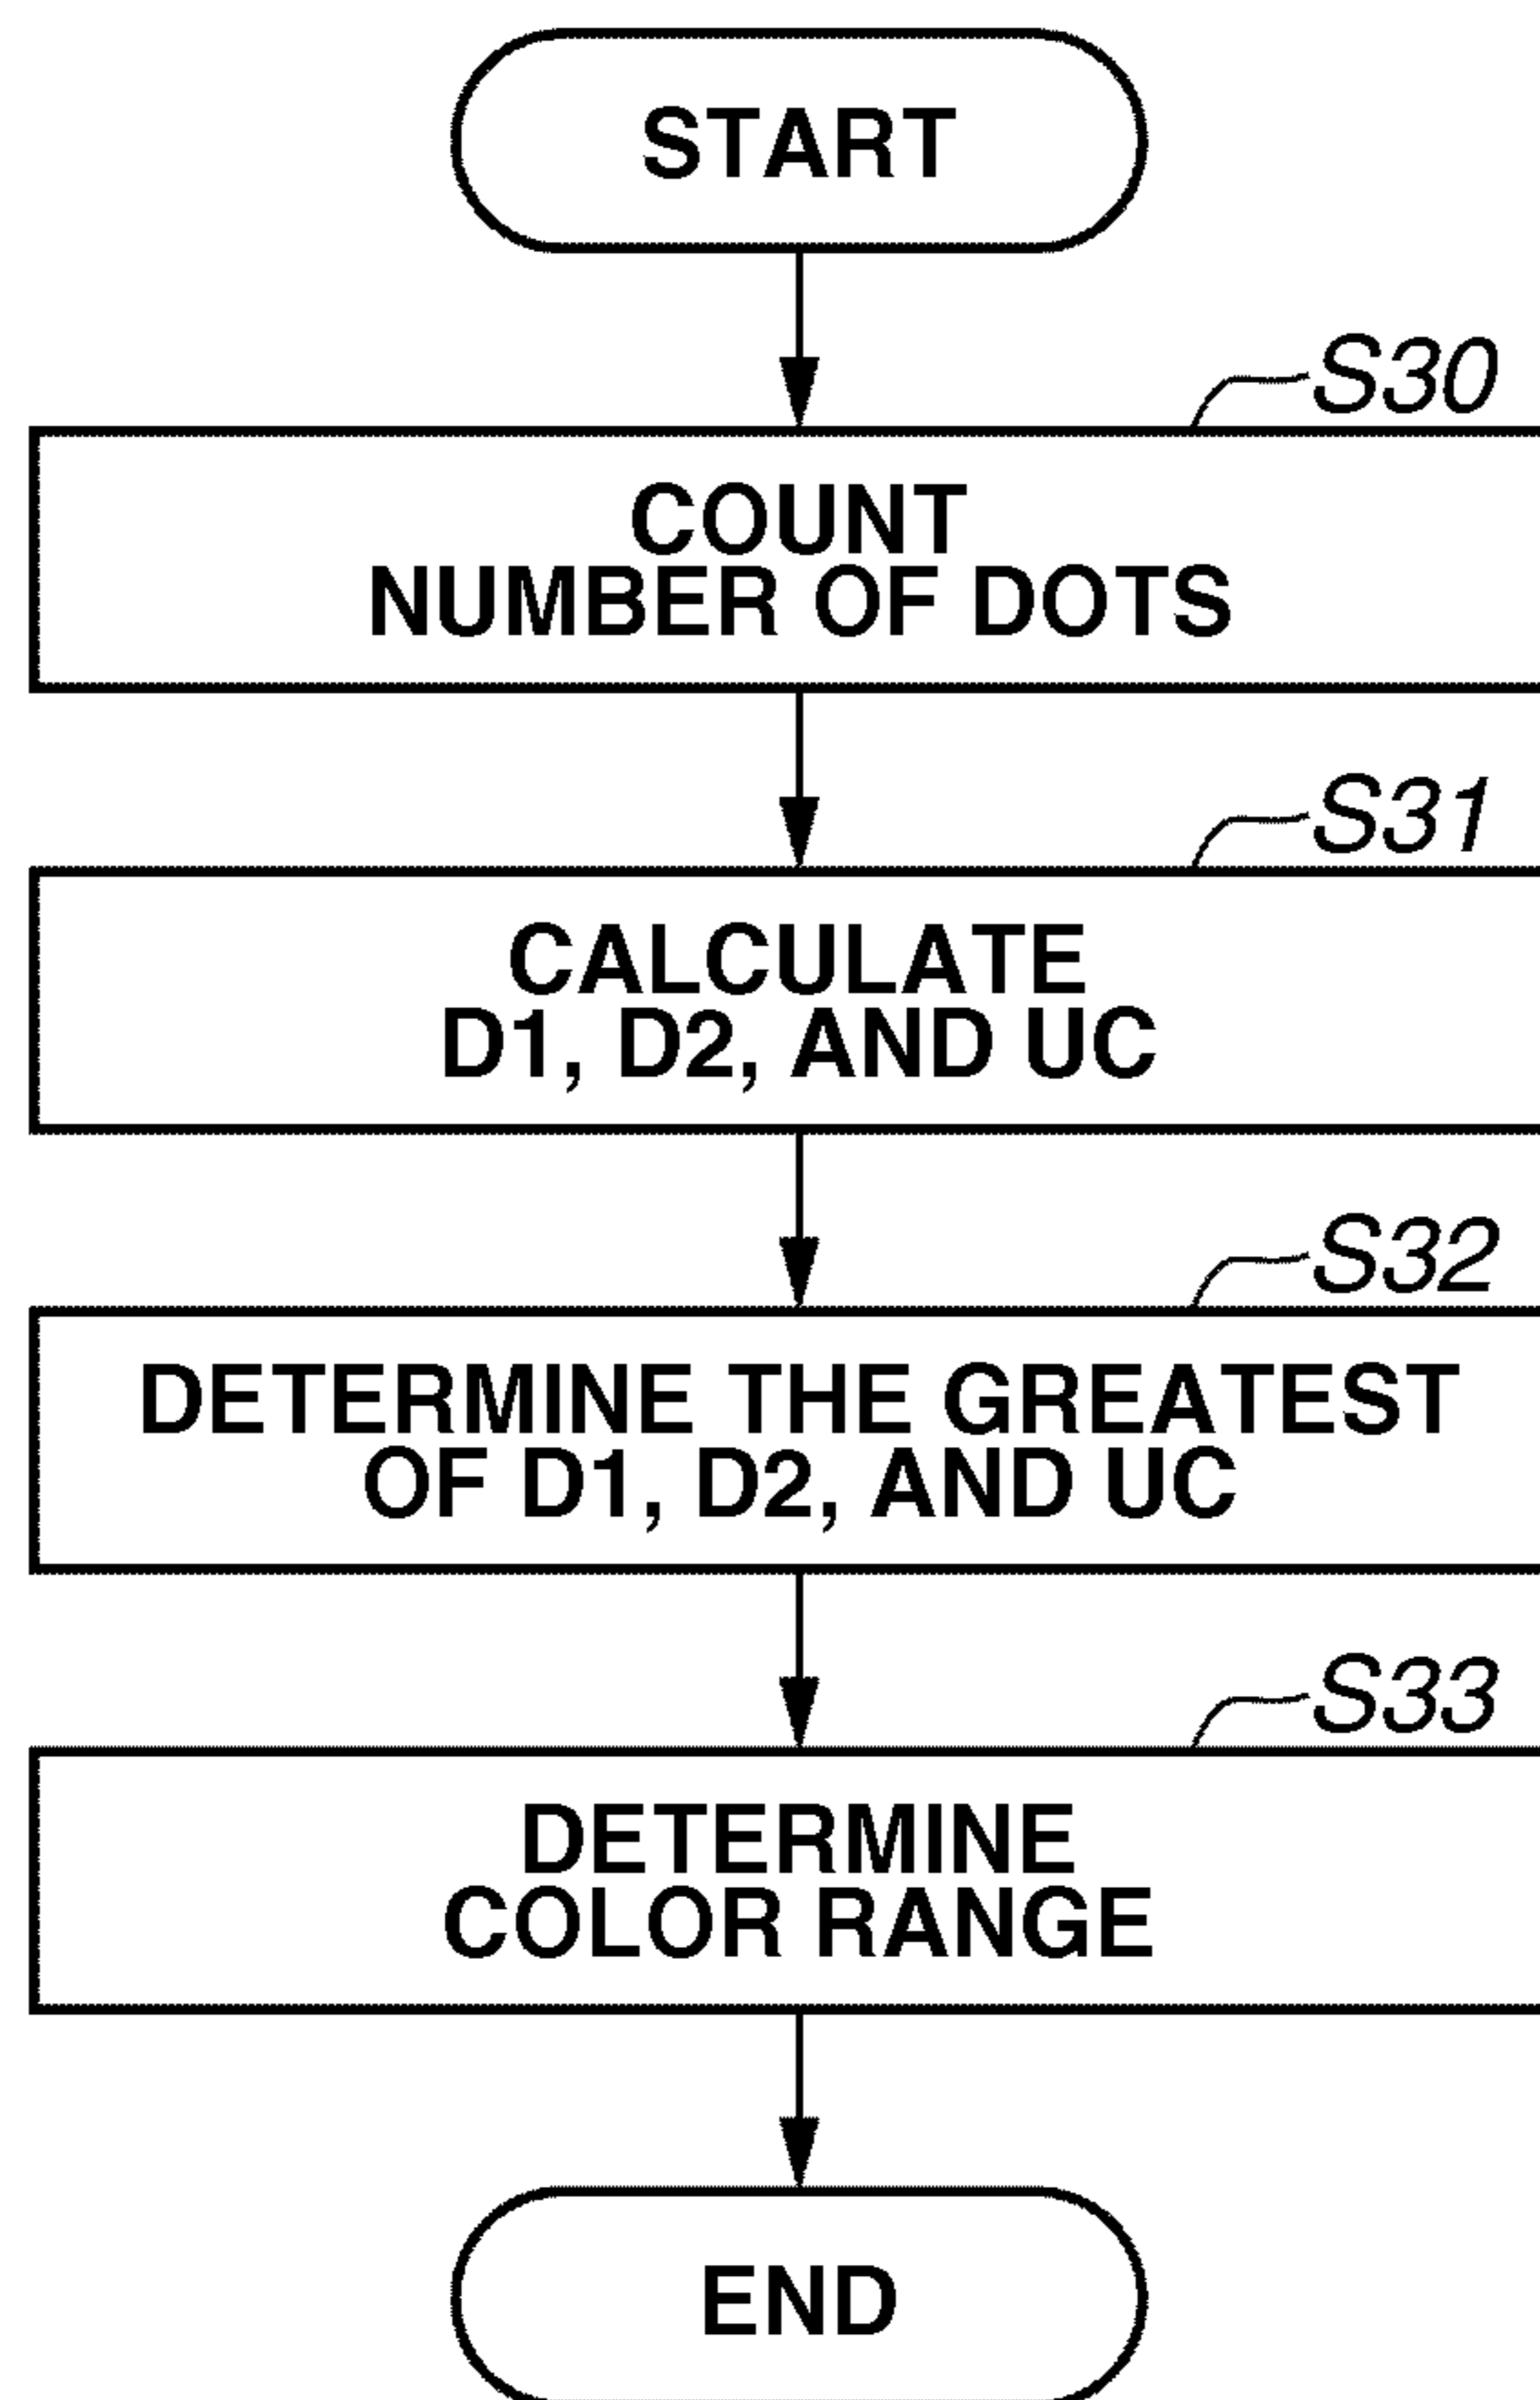 START
S30
COUNT
NUMBER OF DOTS
S31
CALCULATE
D1, D2, AND UC
S32
DETERMINE THE GREATEST
OF D1, D2, AND UC
S33
DETERMINE
COLOR RANGE
END